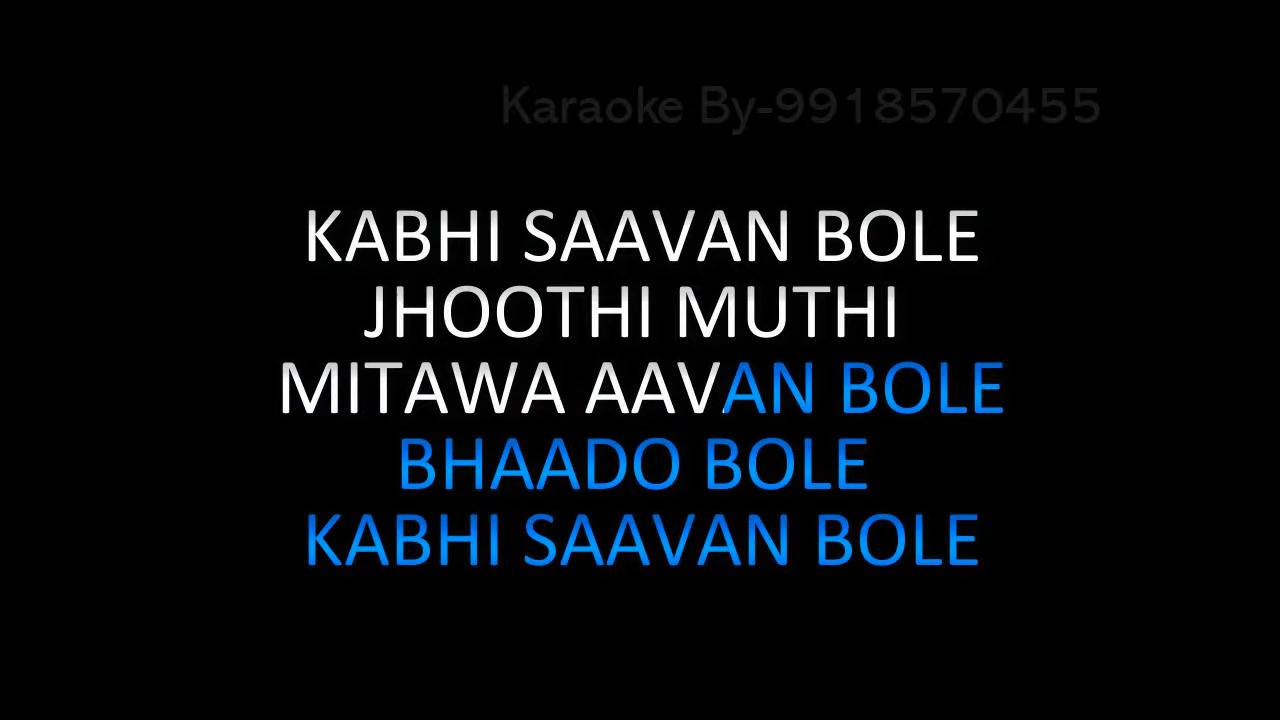 Karaoke By-9918570455
KABHI SAAVAN BOLE
JHOOTHI MUTHI
MITAWA AAVAN BOLE
BHAADO BOLE
KABHI SAAVAN BOLE